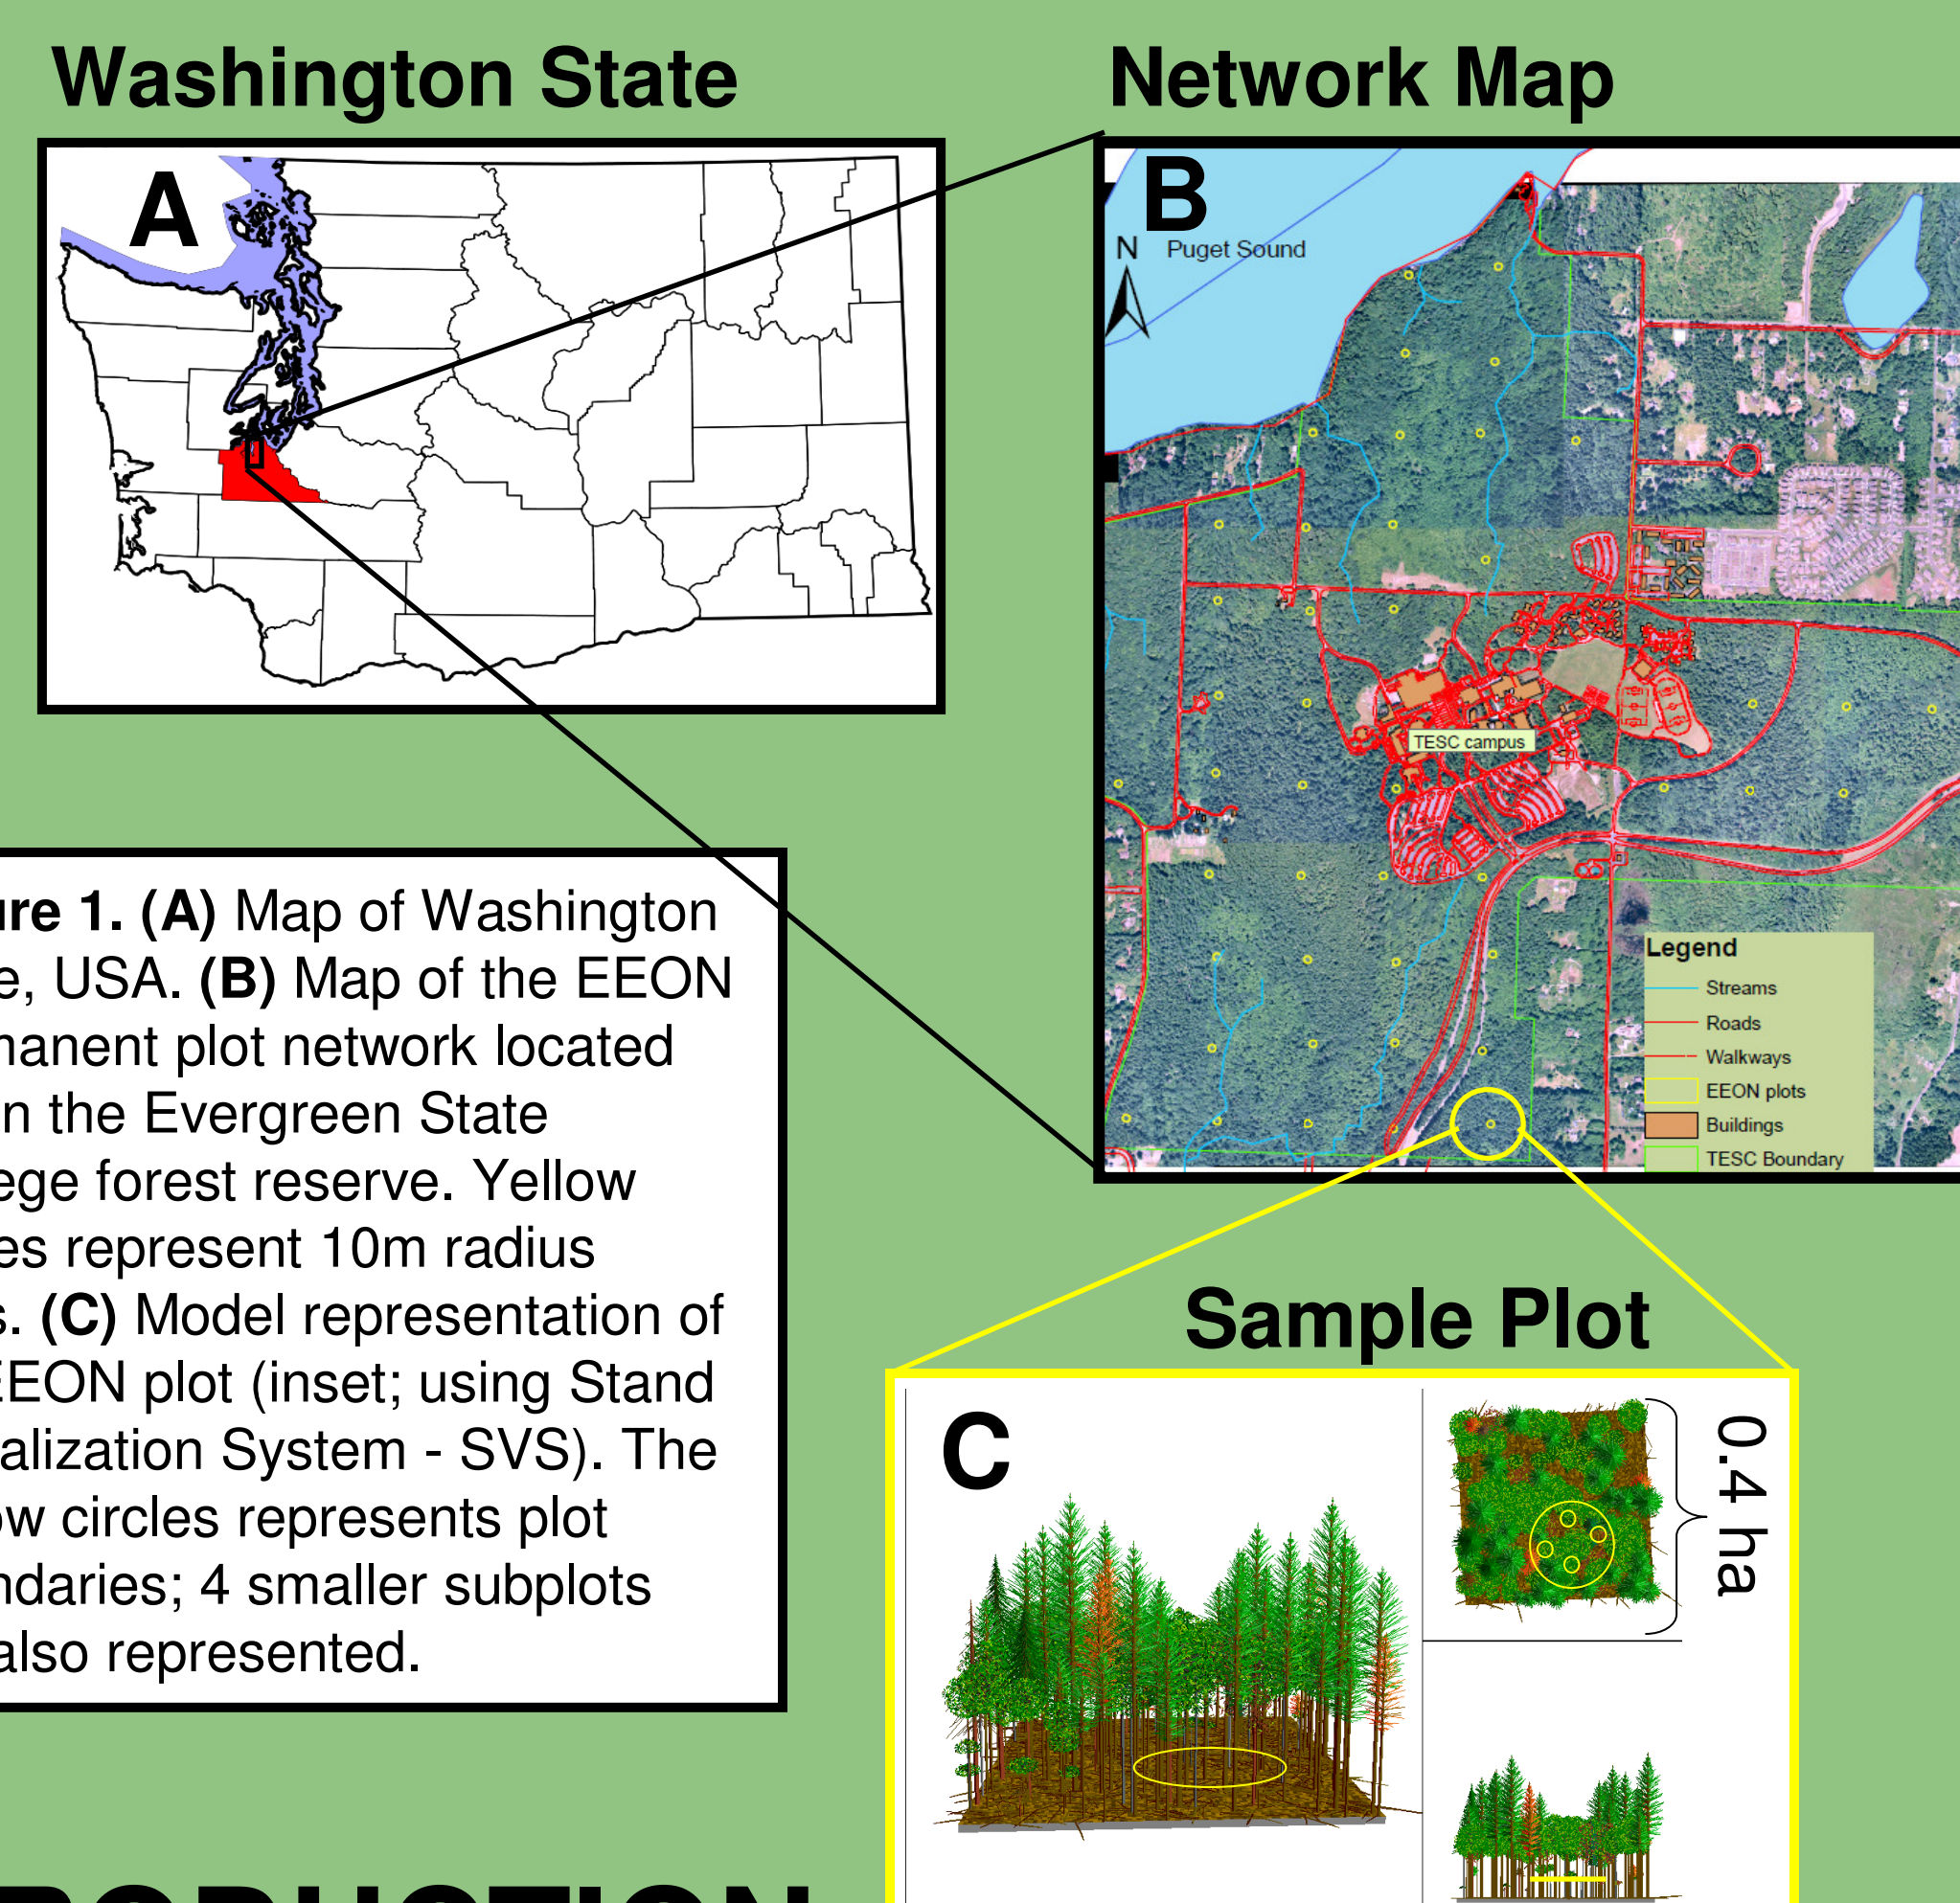 Washington State
Network Map
A
B
N
Puget Sound
TESC campus
Legend
Streams
Roads
Walkways
EEON plots
Buildings
TESC Boundary
ure 1. (A) Map of Washington
e, USA. (B) Map of the EEON
nanent plot network located
n the Evergreen State
ege forest reserve. Yellow
es represent 10m radius
s. (C) Model representation of
EEON plot (inset; using Stand
alization System - SVS). The
ow circles represents plot
ndaries; 4 smaller subplots
also represented.
Sample Plot
C
0.4 ha
RODUCTION